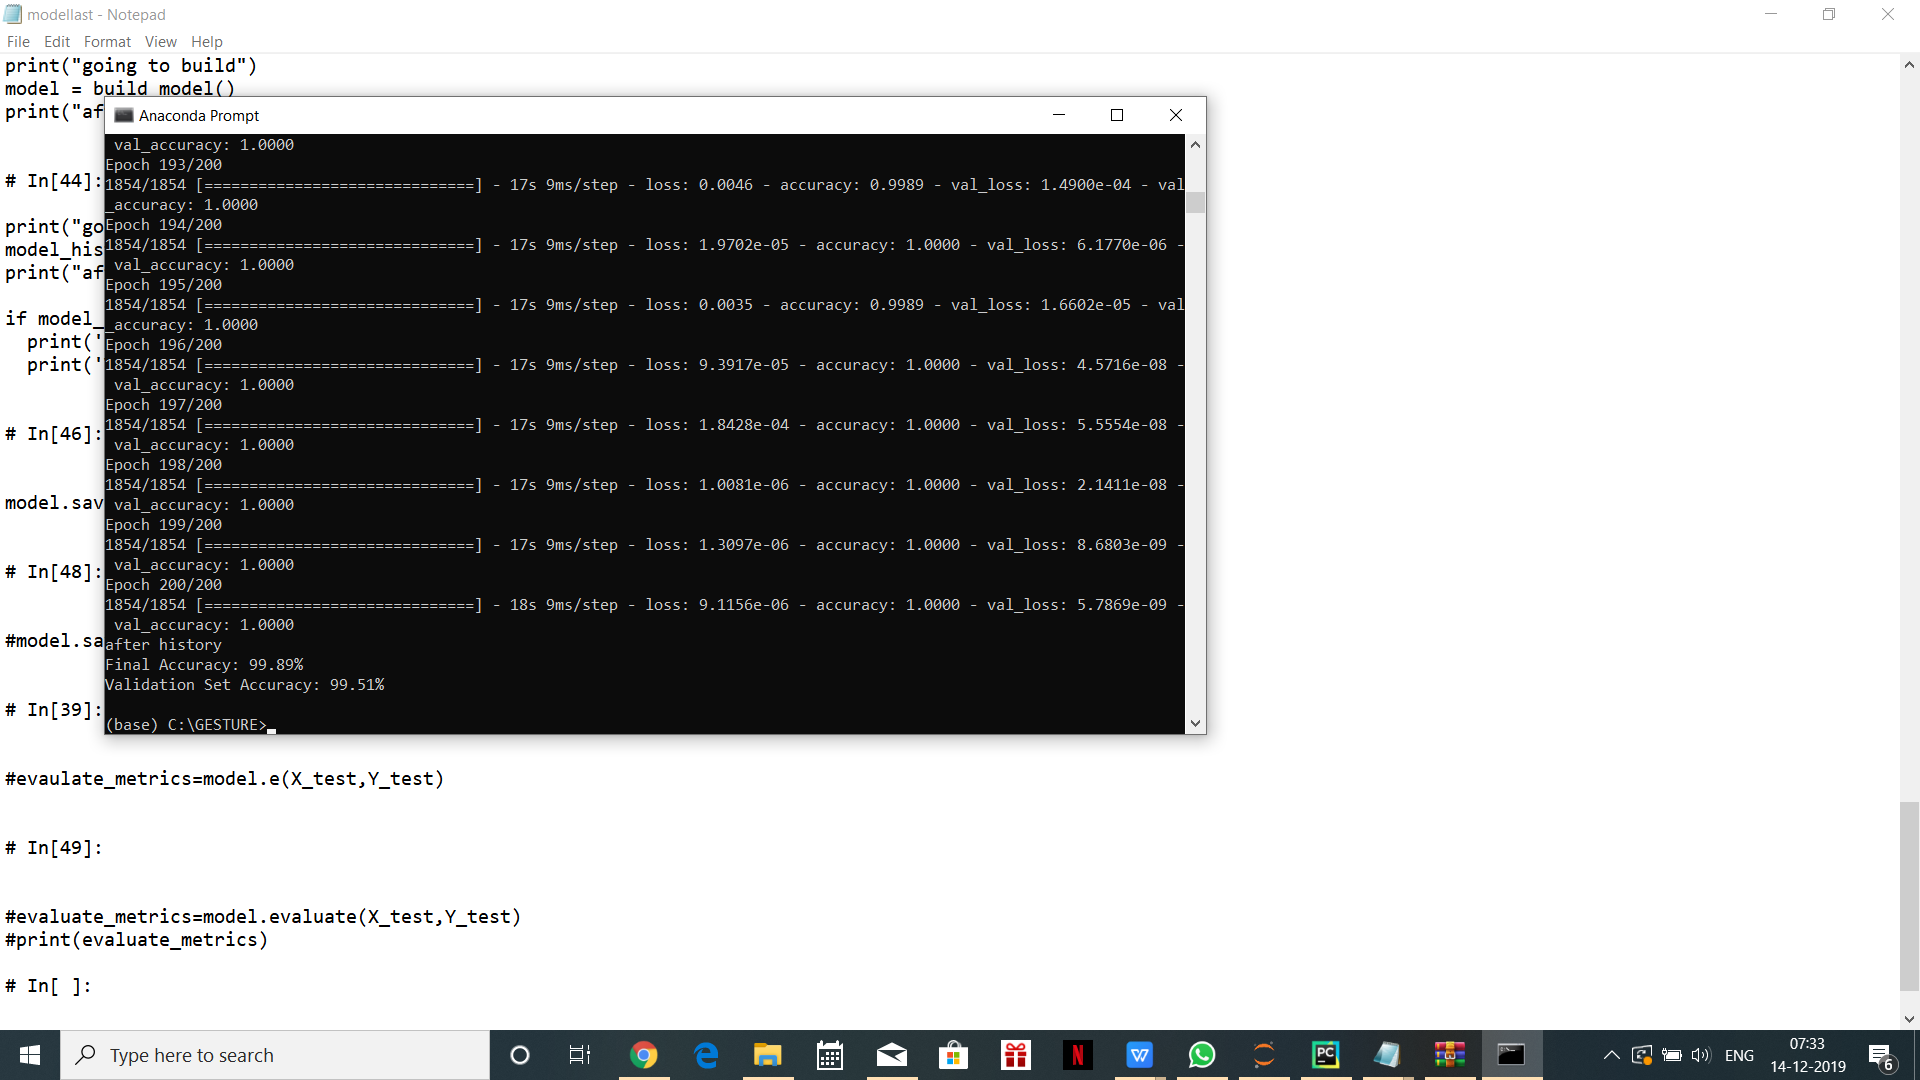 modellast - Notepad
File Edit Format View Help
print("going to build")
model = build_model()
print("af
# In[44]:
print("go
model_his
print("af
if model_
print('
print('
# In[46]:
model.sav
# In[48]:
#model.sa
# In[39]:
#evaulate_metrics=model.e(X_test,Y_test)
# In[49]:
#evaluate_metrics=model.evaluate(X_test,Y_test)
#print(evaluate_metrics)
# In[ ]:
Anaconda Prompt
val_accuracy: 1.0000
Epoch 193/200
1854/1854 [==============================] - 17s 9ms/step - loss: 0.0046 - accuracy: 0.9989 - val_loss: 1.4900e-04 - val
_accuracy: 1.0000
Epoch 194/200
1854/1854 [==============================] - 17s 9ms/step - loss: 1.9702e-05 - accuracy: 1.0000 - val_loss: 6.1770e-06 -
val_accuracy: 1.0000
Epoch 195/200
1854/1854 [==============================] - 17s 9ms/step - loss: 0.0035 - accuracy: 0.9989 - val_loss: 1.6602e-05 - val
_accuracy: 1.0000
Epoch 196/200
1854/1854 [==============================] - 17s 9ms/step - loss: 9.3917e-05 - accuracy: 1.0000 - val_loss: 4.5716e-08 -
val_accuracy: 1.0000
Epoch 197/200
1854/1854 [==============================] - 17s 9ms/step - loss: 1.8428e-04 - accuracy: 1.0000 - val_loss: 5.5554e-08 -
val_accuracy: 1.0000
Epoch 198/200
1854/1854 [==============================] - 17s 9ms/step - loss: 1.0081e-06 - accuracy: 1.0000 - val_loss: 2.1411e-08 -
val_accuracy: 1.0000
Epoch 199/200
1854/1854 [==============================] - 17s 9ms/step - loss: 1.3097e-06 - accuracy: 1.0000 - val_loss: 8.6803e-09 -
val_accuracy: 1.0000
Epoch 200/200
1854/1854 [==============================] - 18s 9ms/step - loss: 9.1156e-06 - accuracy: 1.0000 - val_loss: 5.7869e-09 -
val_accuracy: 1.0000
after history
Final Accuracy: 99.89%
Validation Set Accuracy: 99.51%
(base) C:\GESTURE>
Type here to search
ENG
07:33
14-12-2019
6